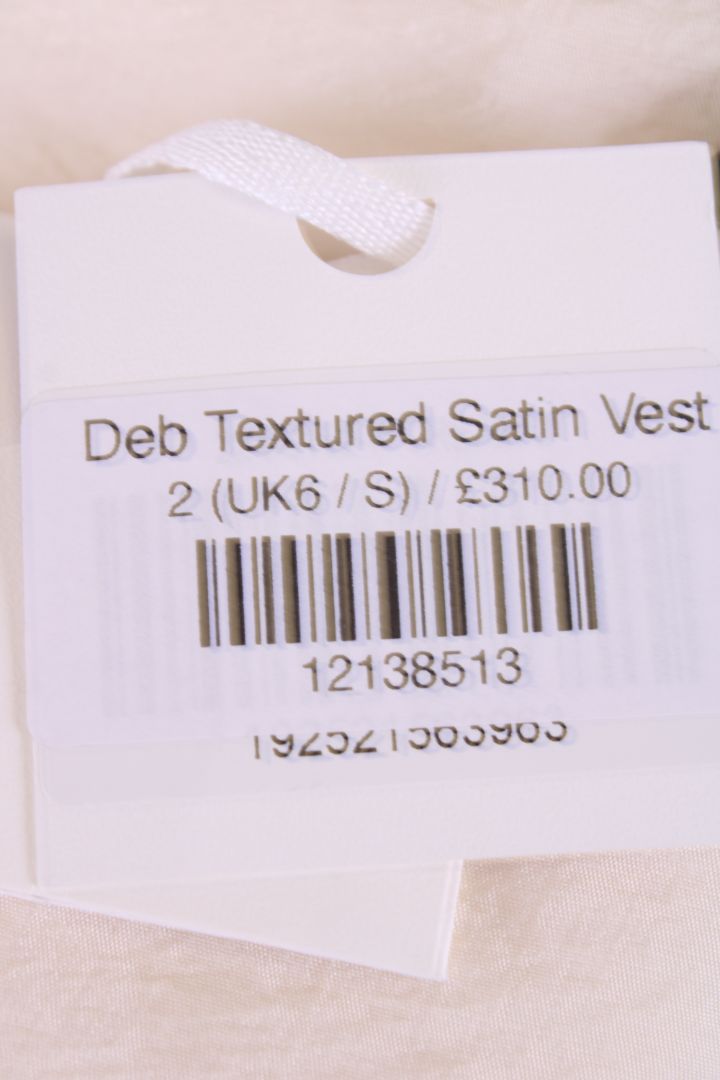 Deb Textured Satin Vest
2 (UK6 / S) / £310.00
12138513